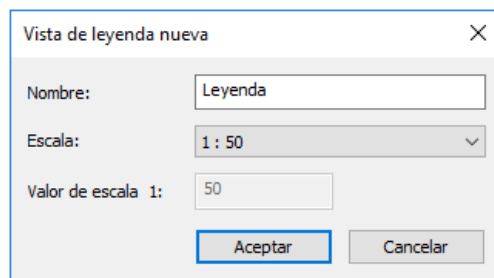 Vista de leyenda nueva
Nombre: Leyenda
Escala: 1 : 50
Valor de escala 1: 50
Aceptar Cancelar